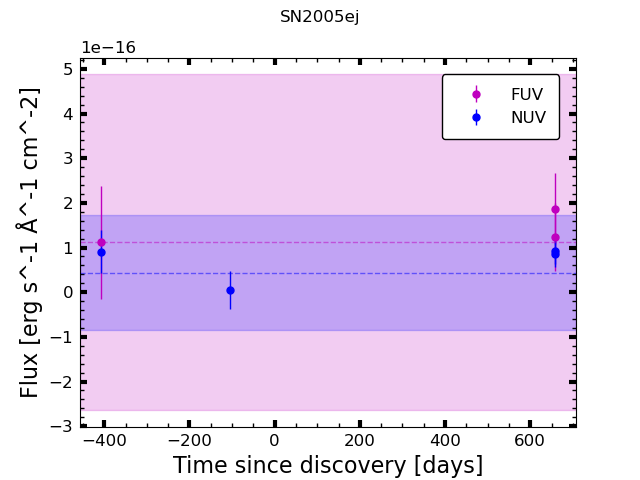 SN2005ej
1e−16
5
4
3
2
1
0
−1
−2
−3
FUV
NUV
−400 −200 0 200 400 600
Time since discovery [days]
Flux [erg s^-1 Å^-1 cm^-2]